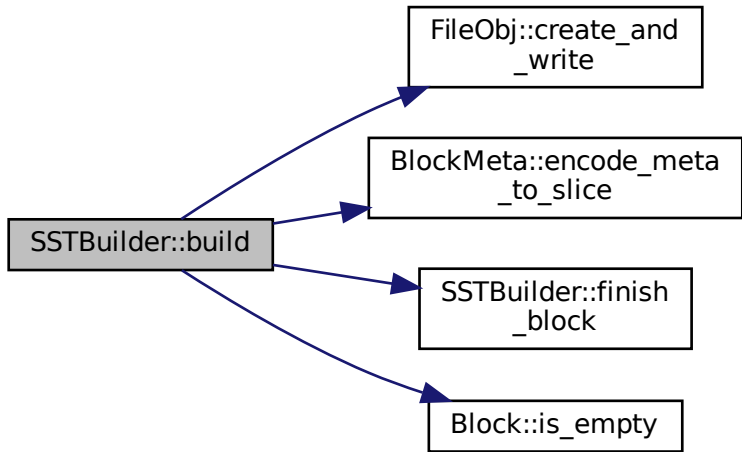 FileObj::create_and
_write
BlockMeta::encode_meta
_to_slice
SSTBuilder::build
SSTBuilder::finish
_block
Block::is_empty